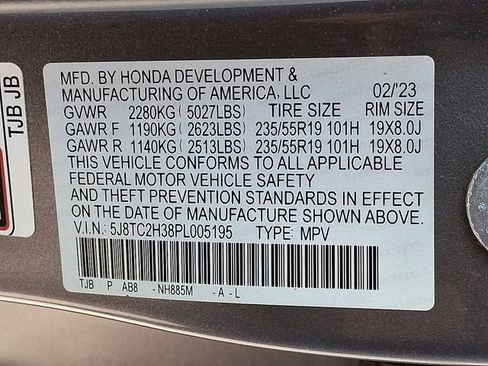 TJB JB
MFD. BY HONDA DEVELOPMENT &
MANUFACTURING OF AMERICA, LLC 02/'23
GVWR 2280KG (5027LBS) TIRE SIZE RIM SIZE
GAWR F 1190KG (2623LBS) 235/55R19 101H 19X8.0J
GAWR R 1140KG (2513LBS) 235/55R19 101H 19X8.0J
THIS VEHICLE CONFORMS TO ALL APPLICABLE
FEDERAL MOTOR VEHICLE SAFETY
AND THEFT PREVENTION STANDARDS IN EFFECT
ON THE DATE OF MANUFACTURE SHOWN ABOVE.
V.I.N.: 5J8TC2H38PL005195 TYPE: MPV
TJB P AB8 -NH885M -A-L